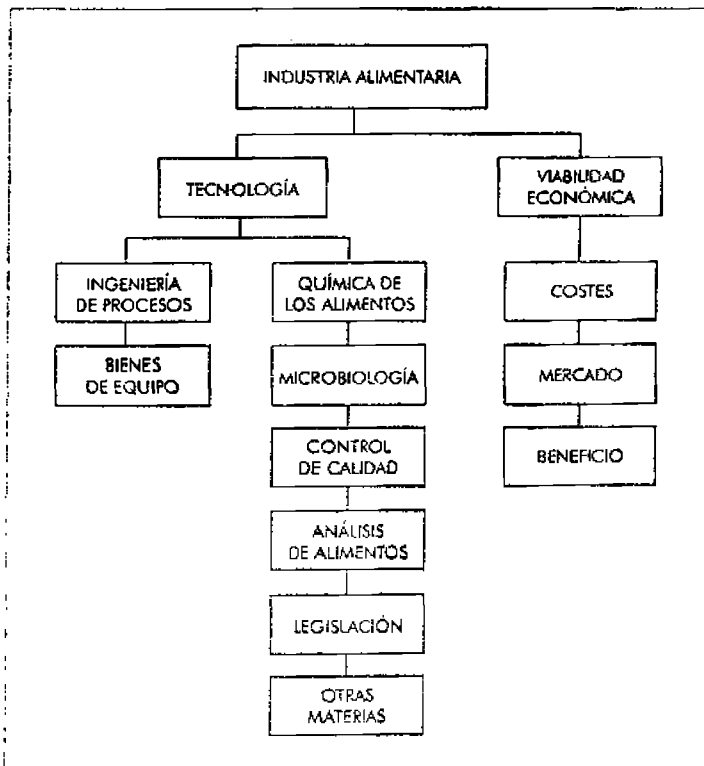 INDUSTRIA ALIMENTARIA
TECNOLOGÍA
VIABILIDAD
ECONÓMICA
INGENIERÍA
DE PROCESOS
QUÍMICA DE
LOS ALIMENTOS
COSTES
BIENES
DE EQUIPO
MICROBIOLOGÍA
MERCADO
CONTROL
DE CALIDAD
BENEFICIO
ANÁLISIS
DE ALIMENTOS
LEGISLACIÓN
OTRAS
MATERIAS